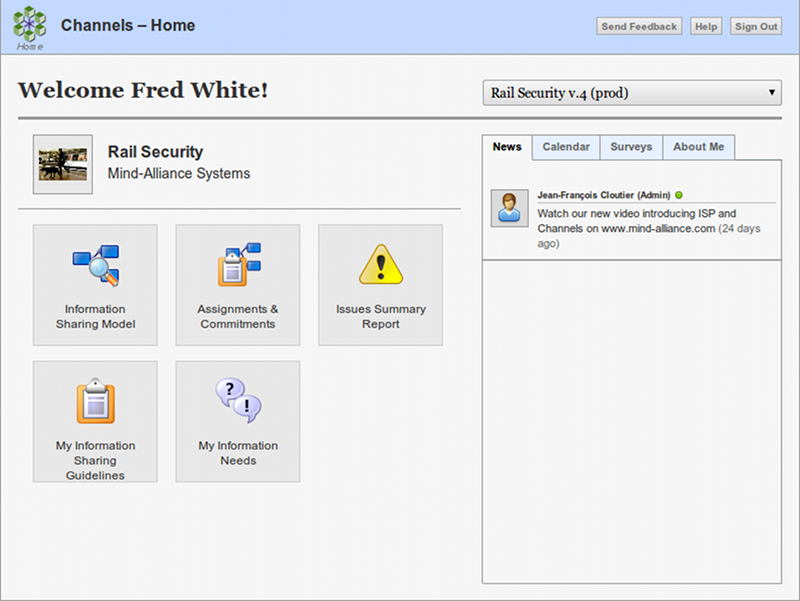 Channels – Home
Send Feedback
Help
Sign Out
Home
Welcome Fred White!
Rail Security v.4 (prod)
Rail Security
Mind-Alliance Systems
News
Calendar
Surveys
About Me
Jean-François Cloutier (Admin)
Watch our new video introducing ISP and
Channels on www.mind-alliance.com (24 days
ago)
Information
Sharing Model
Assignments &
Commitments
Issues Summary
Report
My Information
Sharing
Guidelines
?
!
My Information
Needs